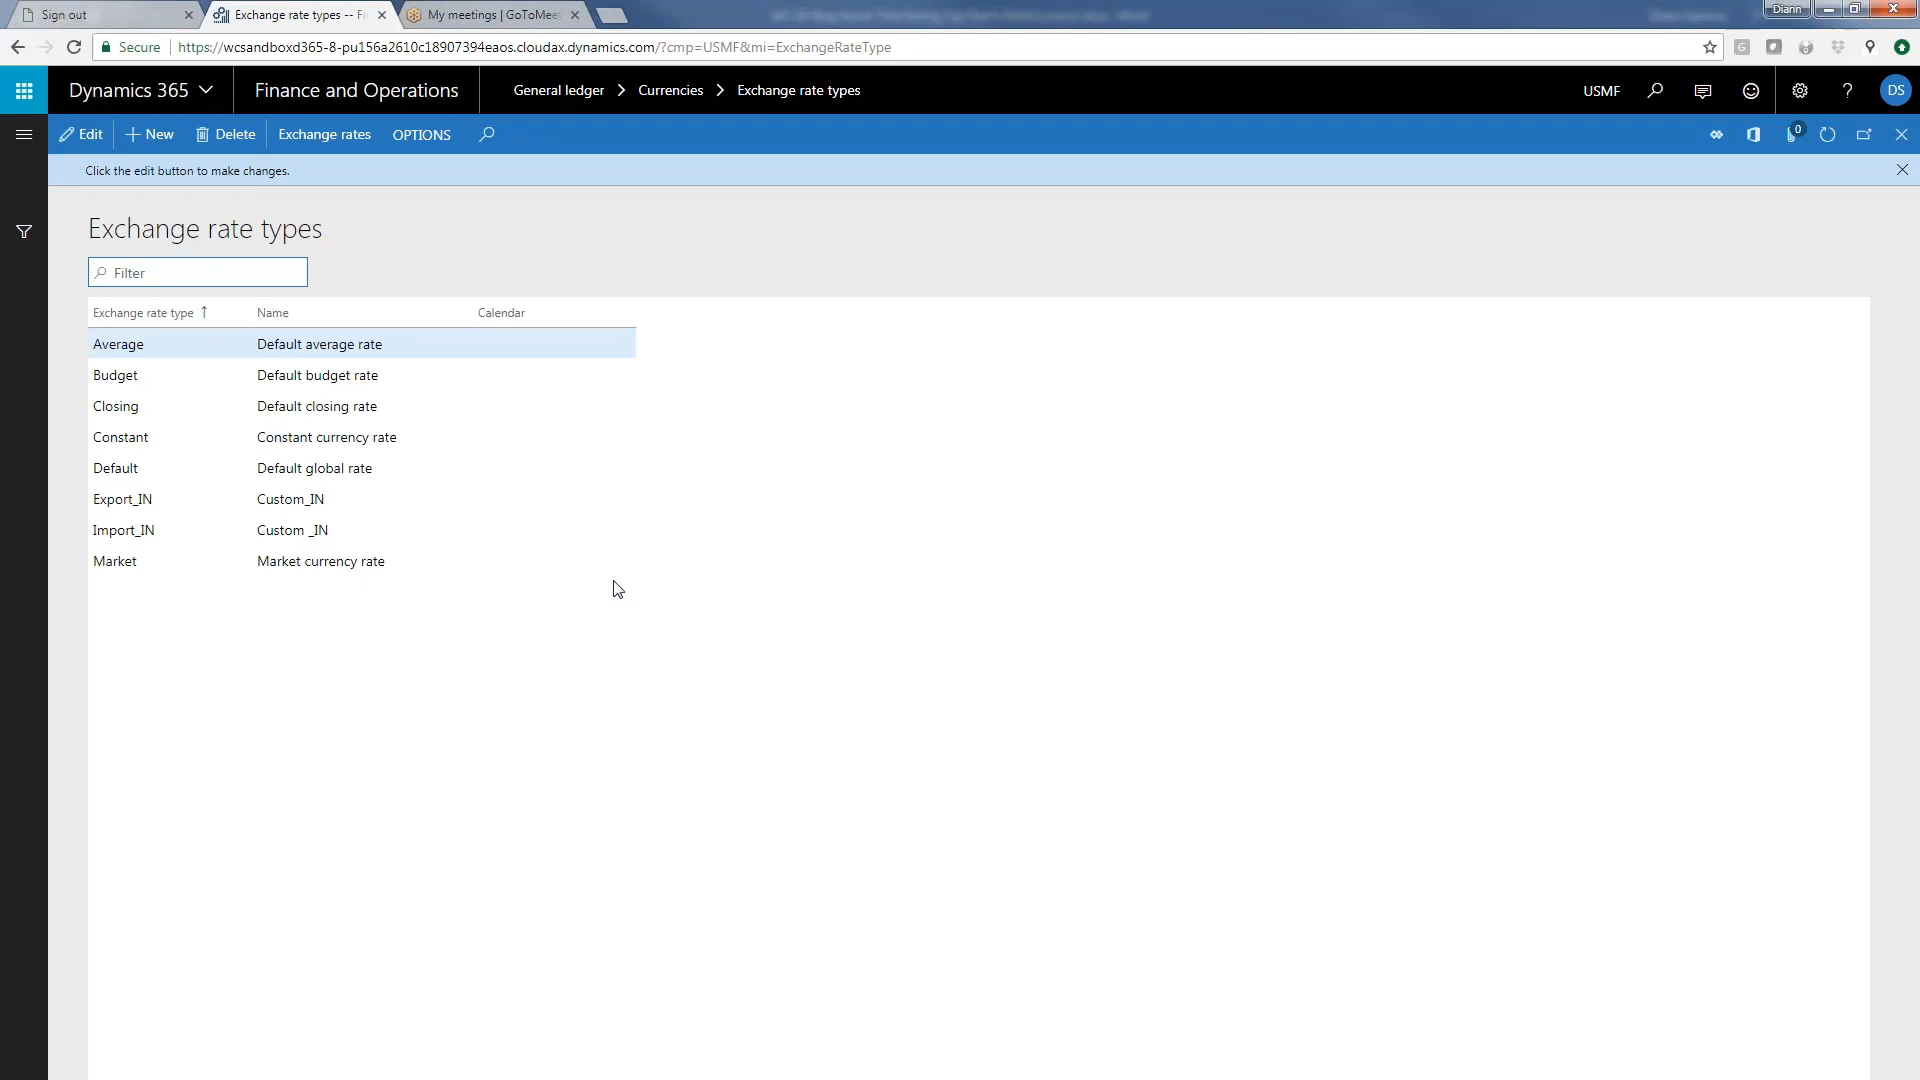 Sign out
Exchange rate types -- Fi
My meetings | GoToMeet
Diann
Secure
https://wcsandboxd365-8-pu156a2610c18907394eaos.cloudax.dynamics.com/?cmp=USMF&mi=ExchangeRateType
Dynamics 365
Finance and Operations
General ledger > Currencies > Exchange rate types
USMF
DS
Edit
New
Delete
Exchange rates
OPTIONS
0
Click the edit button to make changes.
Exchange rate types
Filter
Exchange rate type ↑ Name Calendar
Average Default average rate
Budget Default budget rate
Closing Default closing rate
Constant Constant currency rate
Default Default global rate
Export_IN Custom_IN
Import_IN Custom _IN
Market Market currency rate